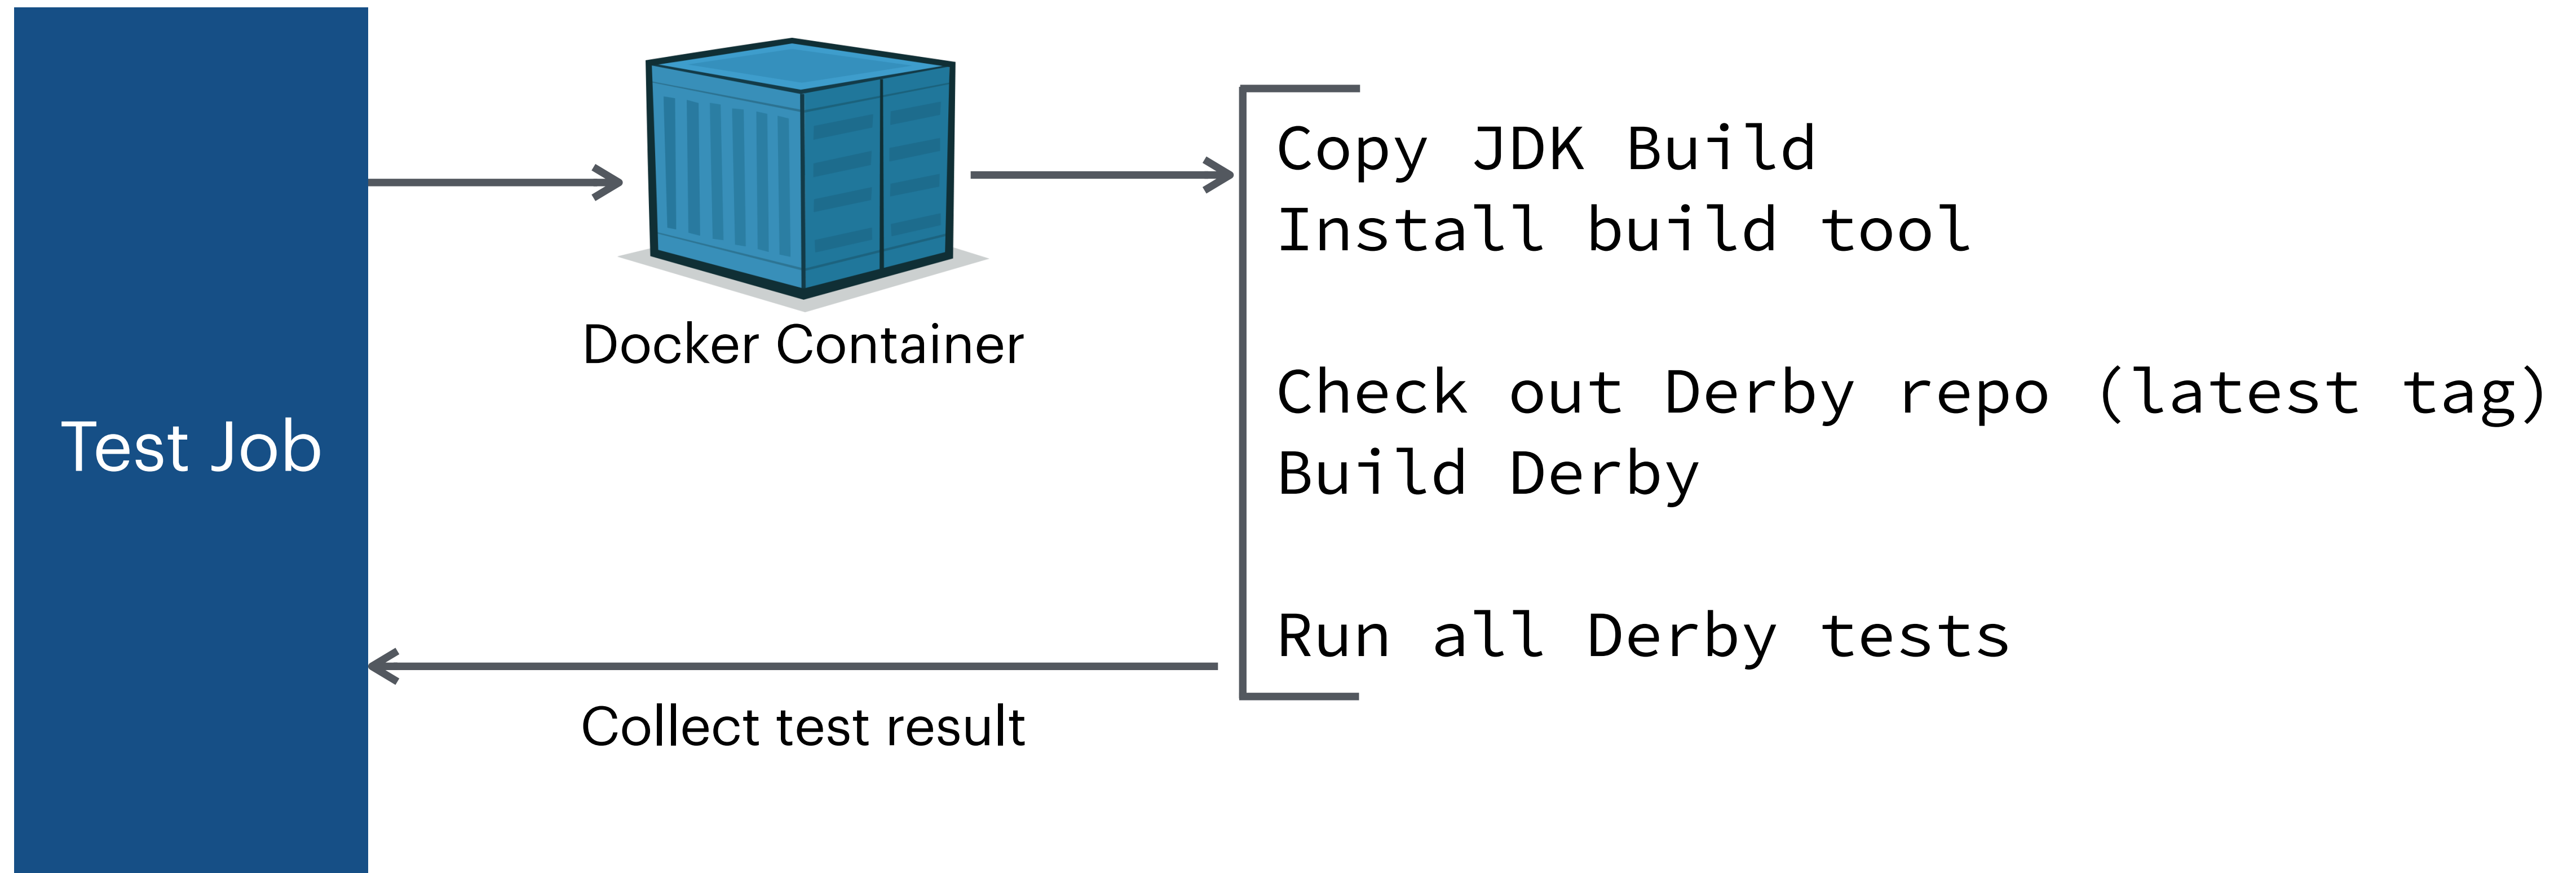 Test Job
Docker Container
Copy JDK Build
Install build tool
Check out Derby repo (latest tag)
Build Derby
Run all Derby tests
Collect test result